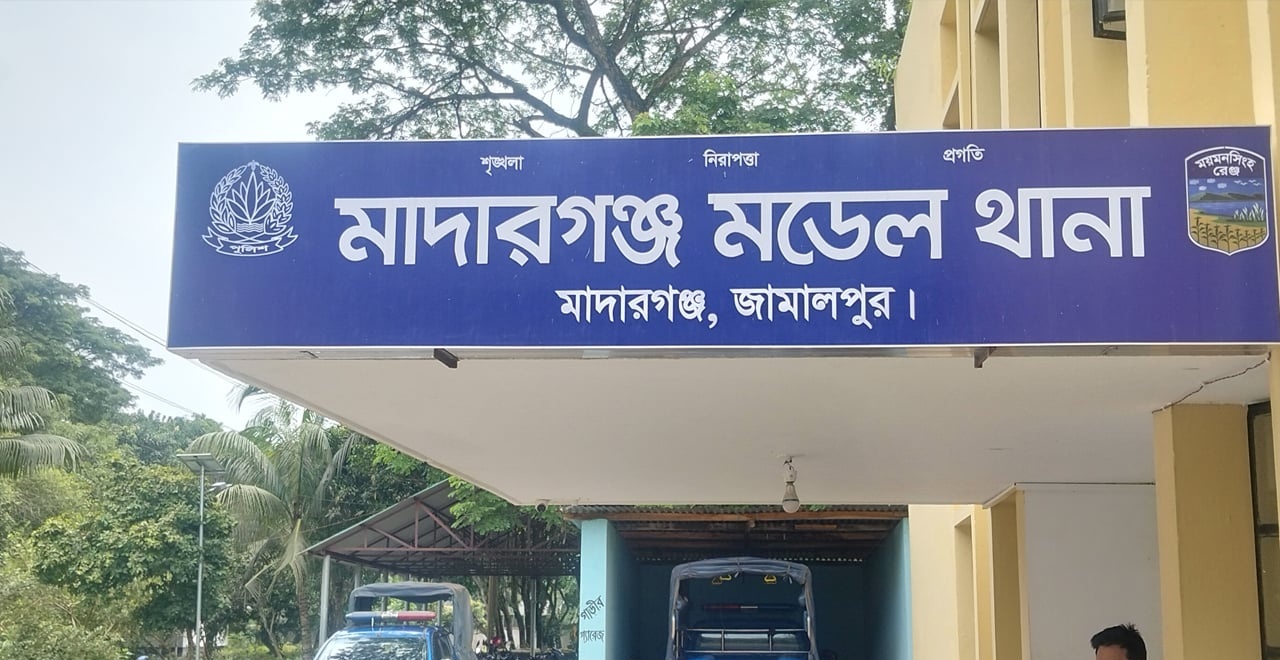 শৃঙ্খলা নিরাপত্তা প্রগতি
মাদারগঞ্জ মডেল থানা
মাদারগঞ্জ, জামালপুর।
পুলিশ
ময়মনসিংহ
রেঞ্জ
গাড়ীর
গ্যারেজ